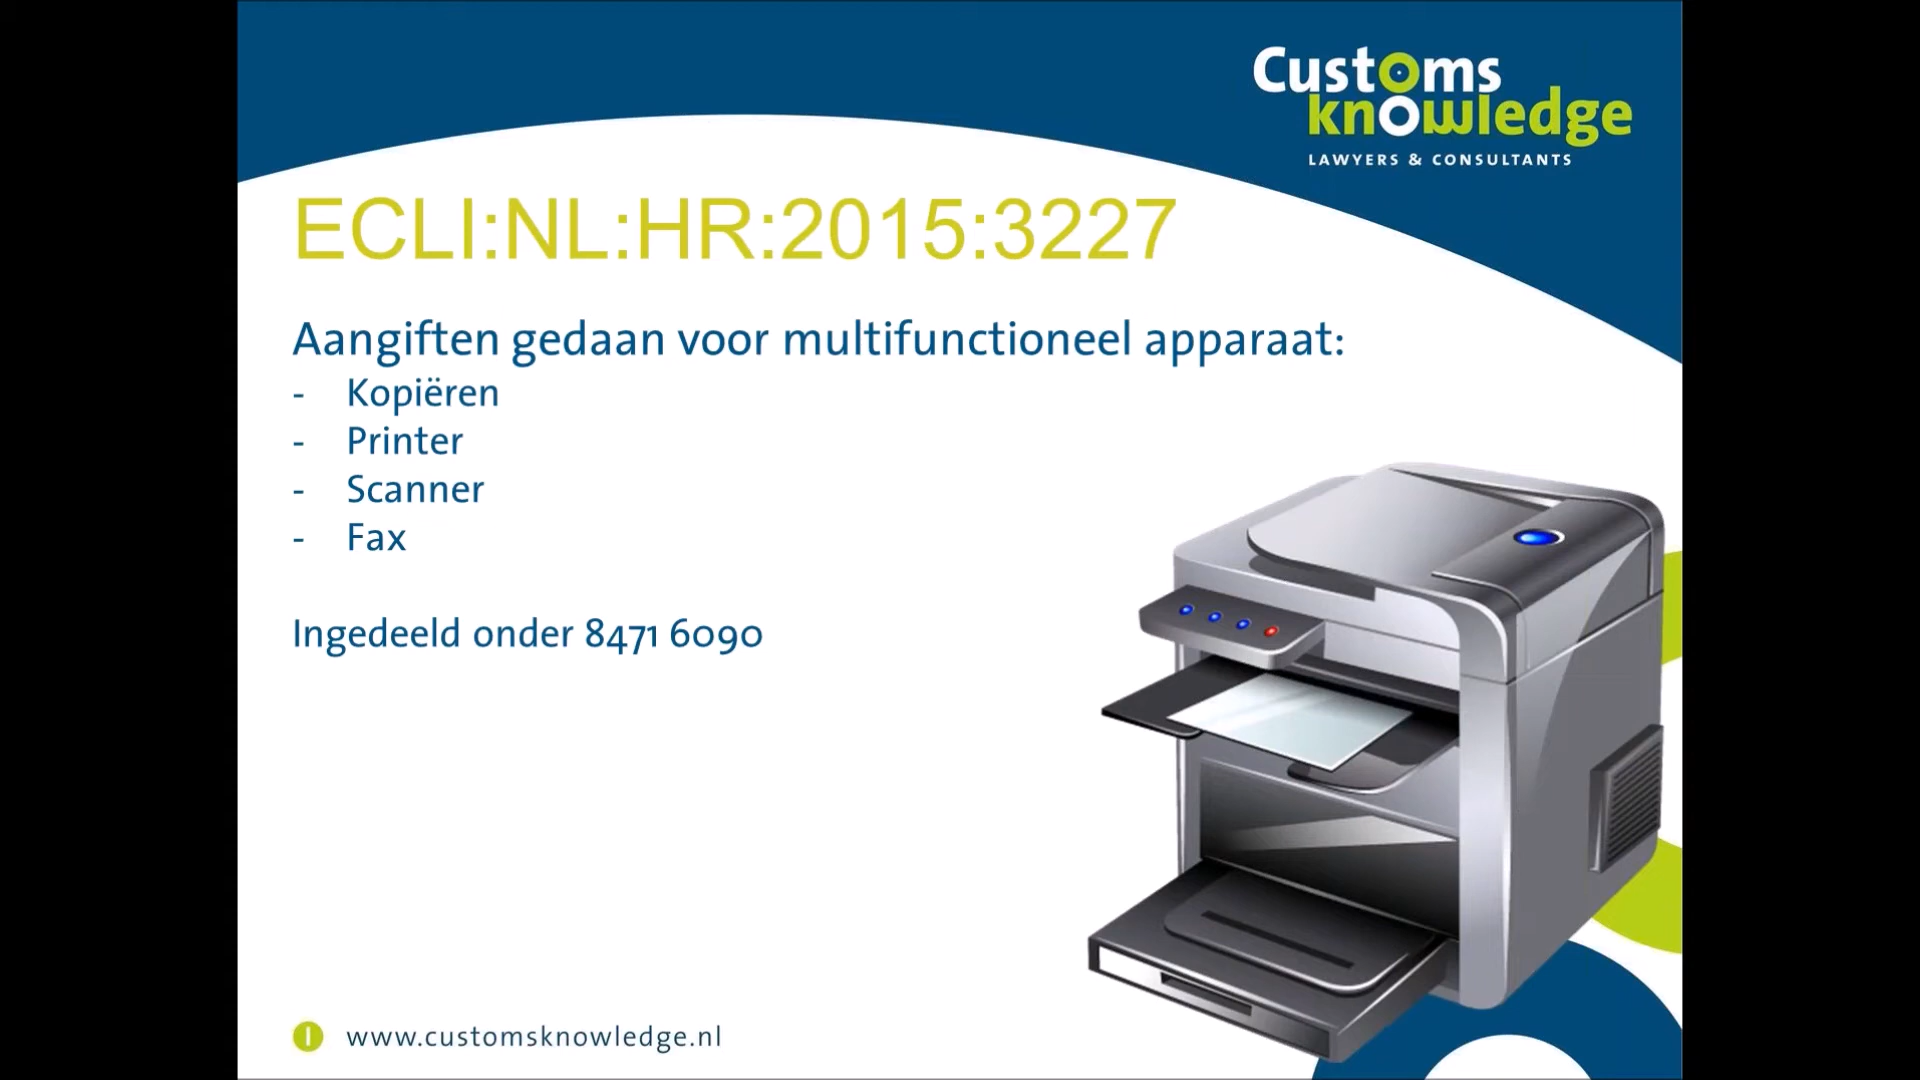 Customs
knowledge
LAWYERS & CONSULTANTS
ECLI:NL:HR:2015:3227
Aangiften gedaan voor multifunctioneel apparaat:
- Kopiëren
- Printer
- Scanner
- Fax
Ingedeeld onder 8471 6090
www.customsknowledge.nl